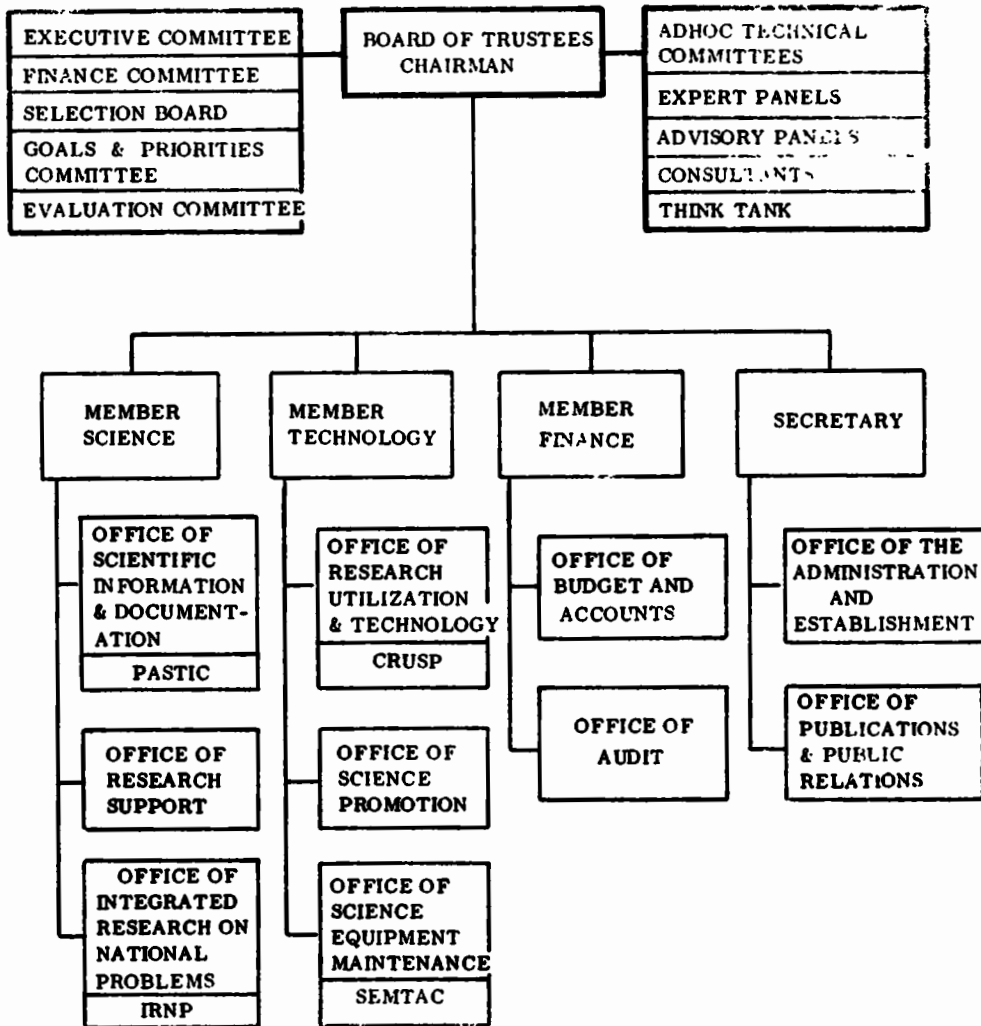 EXECUTIVE COMMITTEE
FINANCE COMMITTEE
SELECTION BOARD
GOALS & PRIORITIES
COMMITTEE
EVALUATION COMMITTEE
BOARD OF TRUSTEES
CHAIRMAN
ADHOC TECHNICAL
COMMITTEES
EXPERT PANELS
ADVISORY PANELS
CONSULTANTS
THINK TANK
MEMBER
SCIENCE
MEMBER
TECHNOLOGY
MEMBER
FINANCE
SECRETARY
OFFICE OF
SCIENTIFIC
INFORMATION
& DOCUMENT-
ATION
PASTIC
OFFICE OF
RESEARCH
SUPPORT
OFFICE OF
INTEGRATED
RESEARCH ON
NATIONAL
PROBLEMS
IRNP
OFFICE OF
RESEARCH
UTILIZATION
& TECHNOLOGY
CRUSP
OFFICE OF
SCIENCE
PROMOTION
OFFICE OF
SCIENCE
EQUIPMENT
MAINTENANCE
SEMTAC
OFFICE OF
BUDGET AND
ACCOUNTS
OFFICE OF
AUDIT
OFFICE OF THE
ADMINISTRATION
AND
ESTABLISHMENT
OFFICE OF
PUBLICATIONS
& PUBLIC
RELATIONS